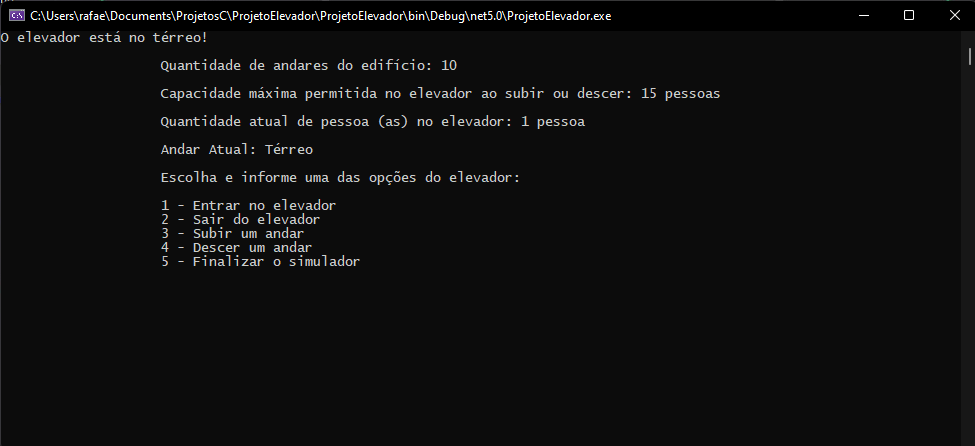 C:\Users\rafae\Documents\ProjetosC\ProjetoElevador\ProjetoElevador\bin\Debug\net5.0\ProjetoElevador.exe
O elevador está no térreo!
Quantidade de andares do edifício: 10
Capacidade máxima permitida no elevador ao subir ou descer: 15 pessoas
Quantidade atual de pessoa (as) no elevador: 1 pessoa
Andar Atual: Térreo
Escolha e informe uma das opções do elevador:
1 - Entrar no elevador
2 - Sair do elevador
3 - Subir um andar
4 - Descer um andar
5 - Finalizar o simulador